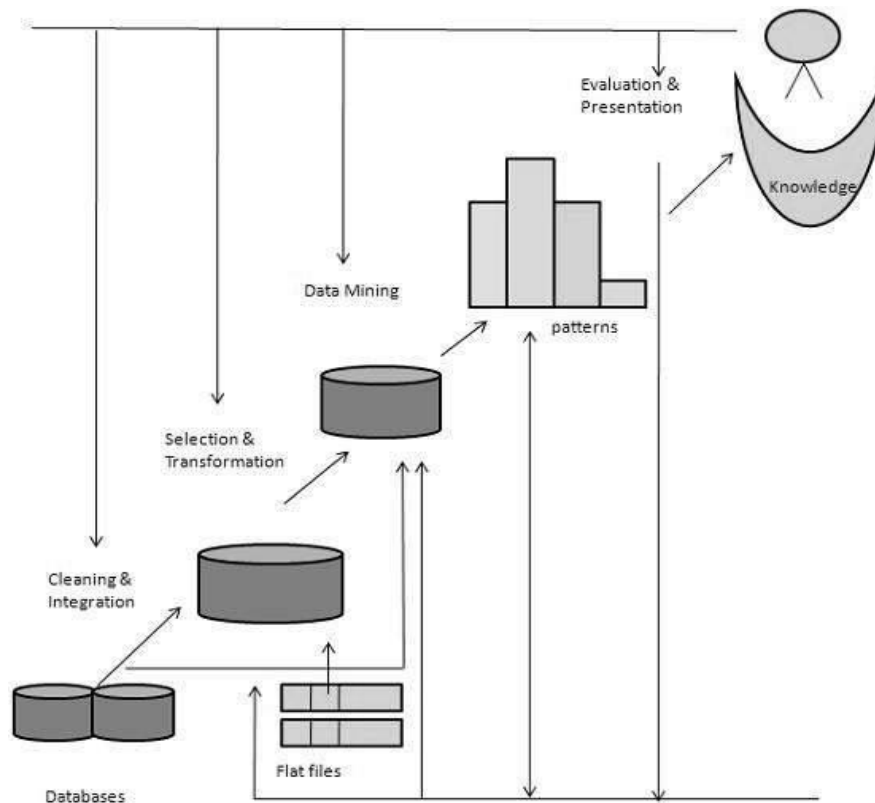 Evaluation &
Presentation
Knowledge
Data Mining
patterns
Selection &
Transformation
Cleaning &
Integration
Flat files
Databases